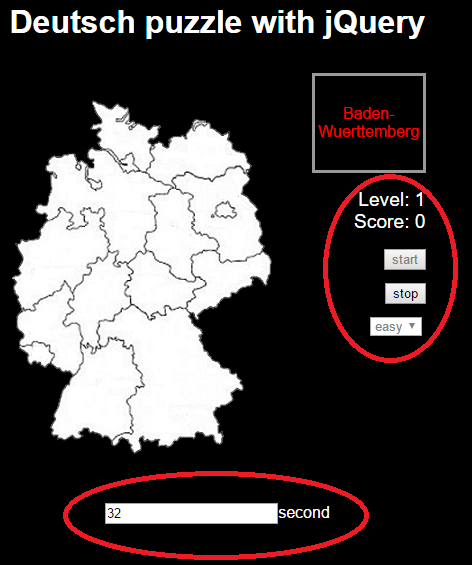 Deutsch puzzle with jQuery
Baden-
Wuerttemberg
Level: 1
Score: 0
start
stop
easy
32 second